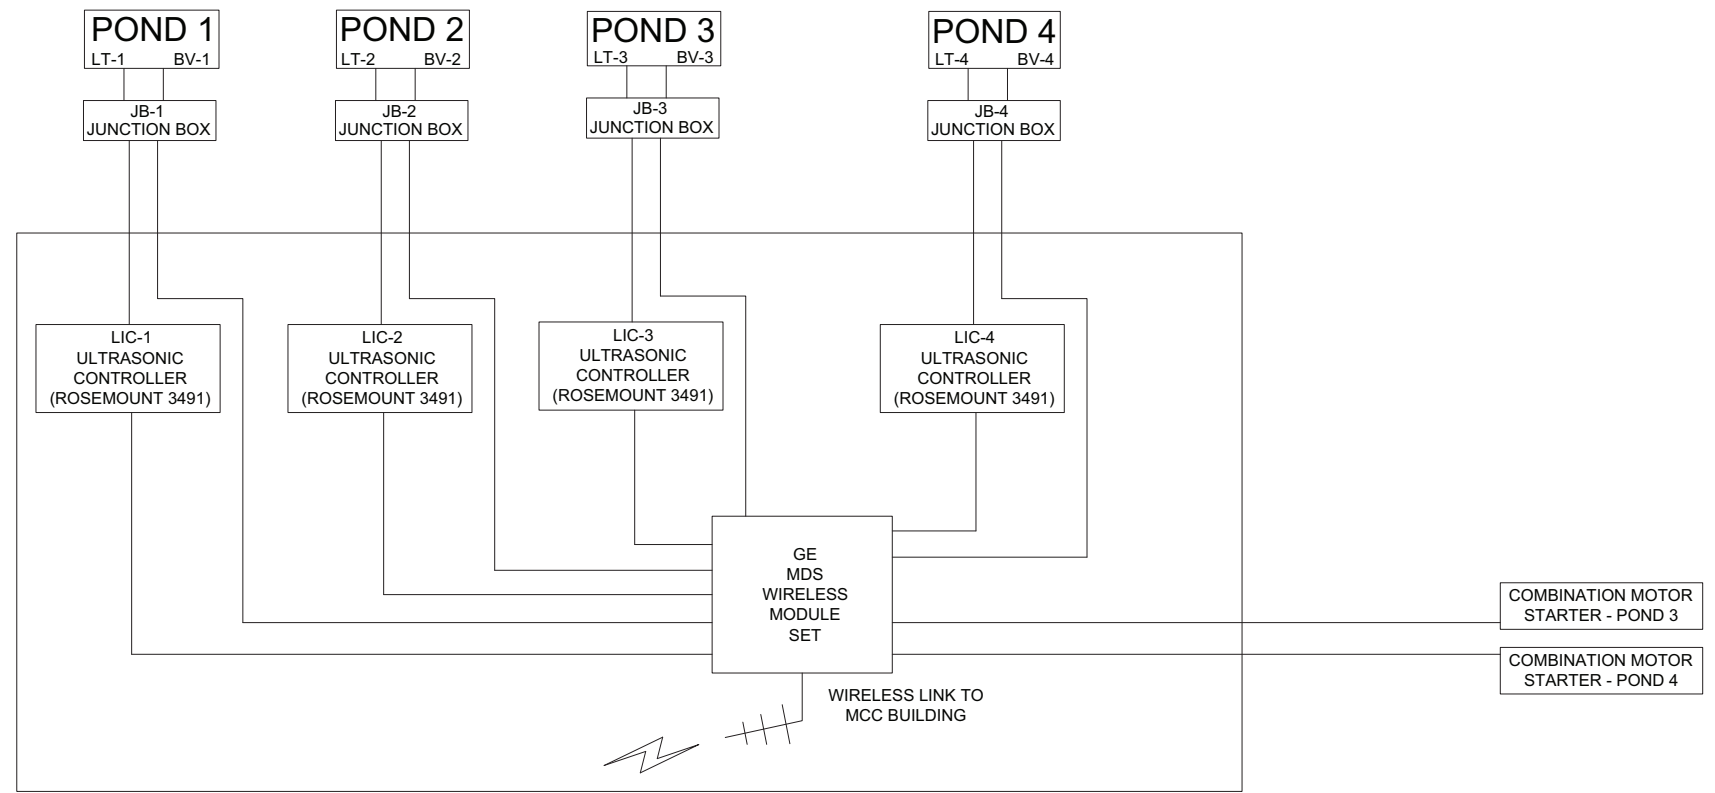 POND 1
LT-1 BV-1
POND 2
LT-2 BV-2
POND 3
LT-3 BV-3
POND 4
LT-4 BV-4
JB-1
JUNCTION BOX
JB-2
JUNCTION BOX
JB-3
JUNCTION BOX
JB-4
JUNCTION BOX
LIC-1
ULTRASONIC
CONTROLLER
(ROSEMOUNT 3491)
LIC-2
ULTRASONIC
CONTROLLER
(ROSEMOUNT 3491)
LIC-3
ULTRASONIC
CONTROLLER
(ROSEMOUNT 3491)
LIC-4
ULTRASONIC
CONTROLLER
(ROSEMOUNT 3491)
GE
MDS
WIRELESS
MODULE
SET
COMBINATION MOTOR
STARTER - POND 3
COMBINATION MOTOR
STARTER - POND 4
WIRELESS LINK TO
MCC BUILDING